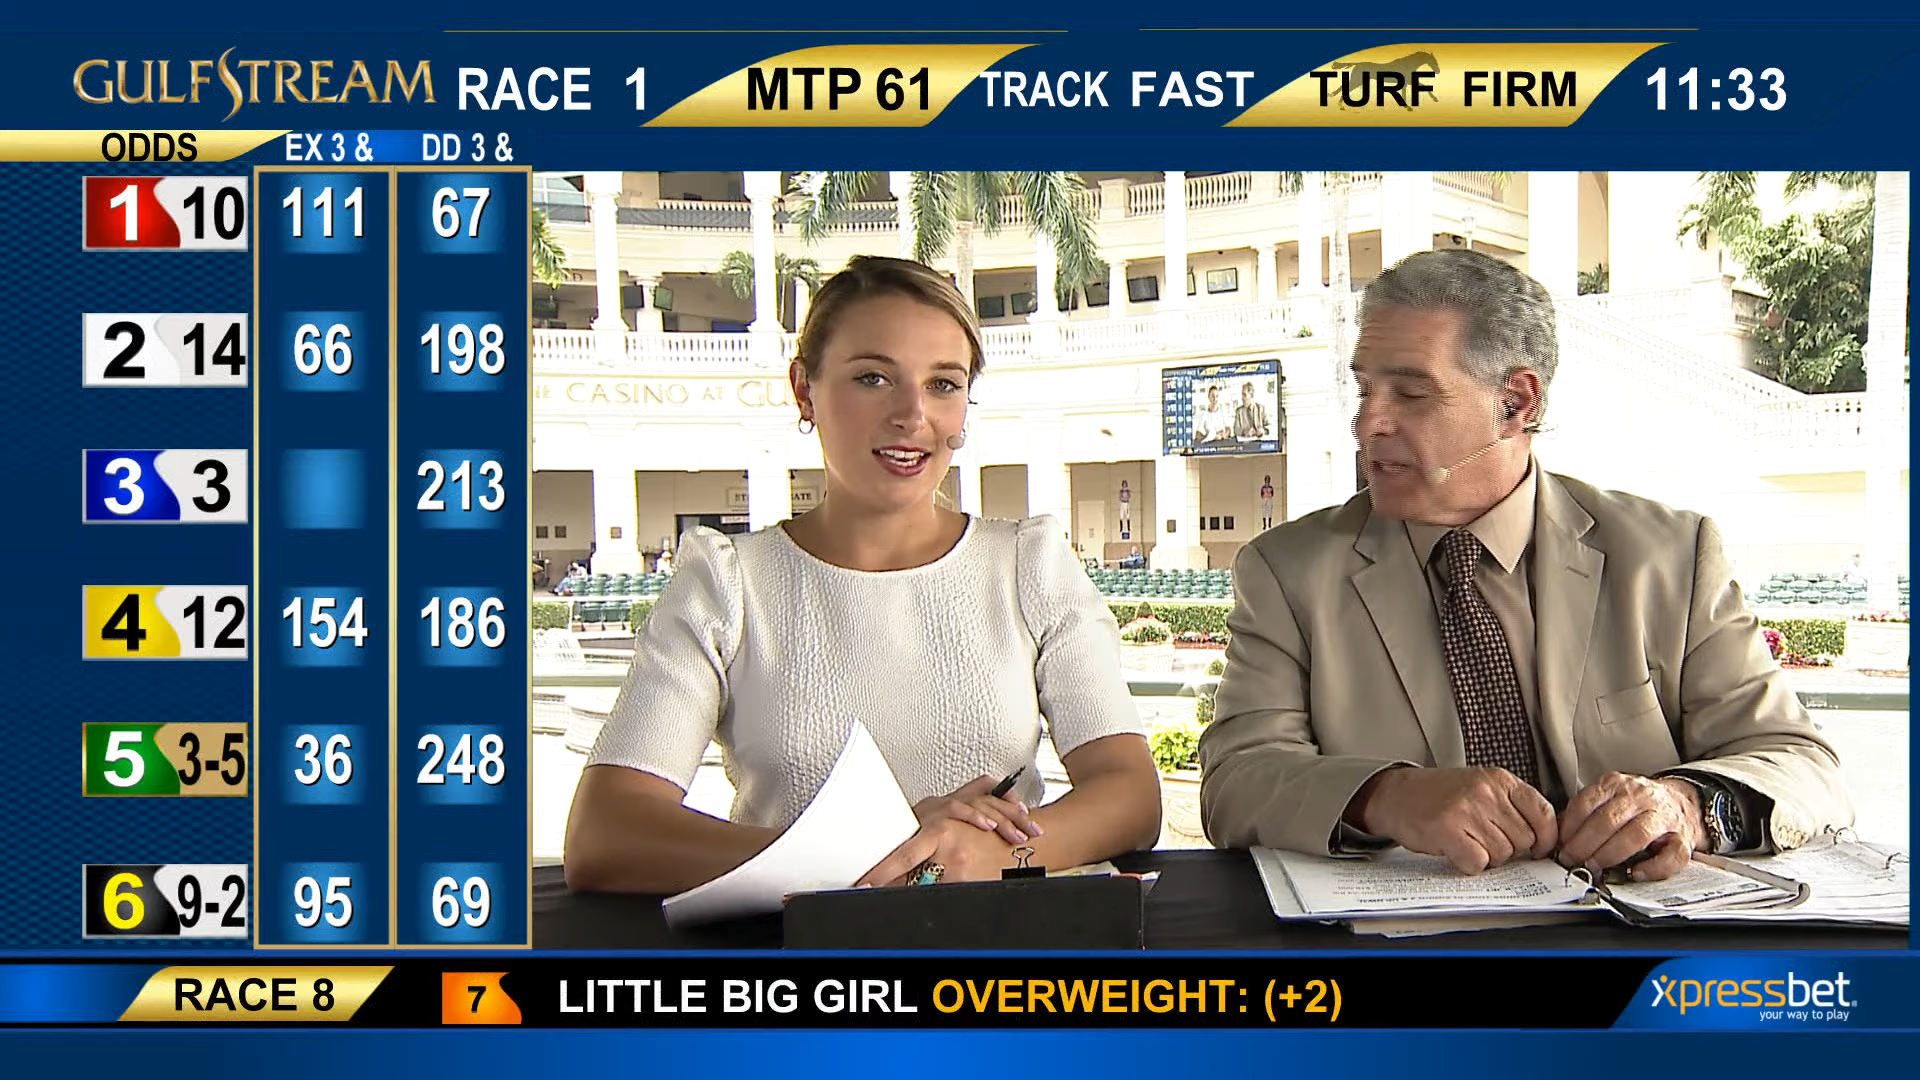 GULFSTREAM RACE 1 MTP 61 TRACK FAST TURF FIRM 11:33
ODDS EX 3 & DD 3 &
1 10 111 67
2 14 66 198
3 3 213
4 12 154 186
5 3-5 36 248
6 9-2 95 69
CASINO AT GU
RACE 8 7 LITTLE BIG GIRL OVERWEIGHT: (+2) xpressbet
your way to play